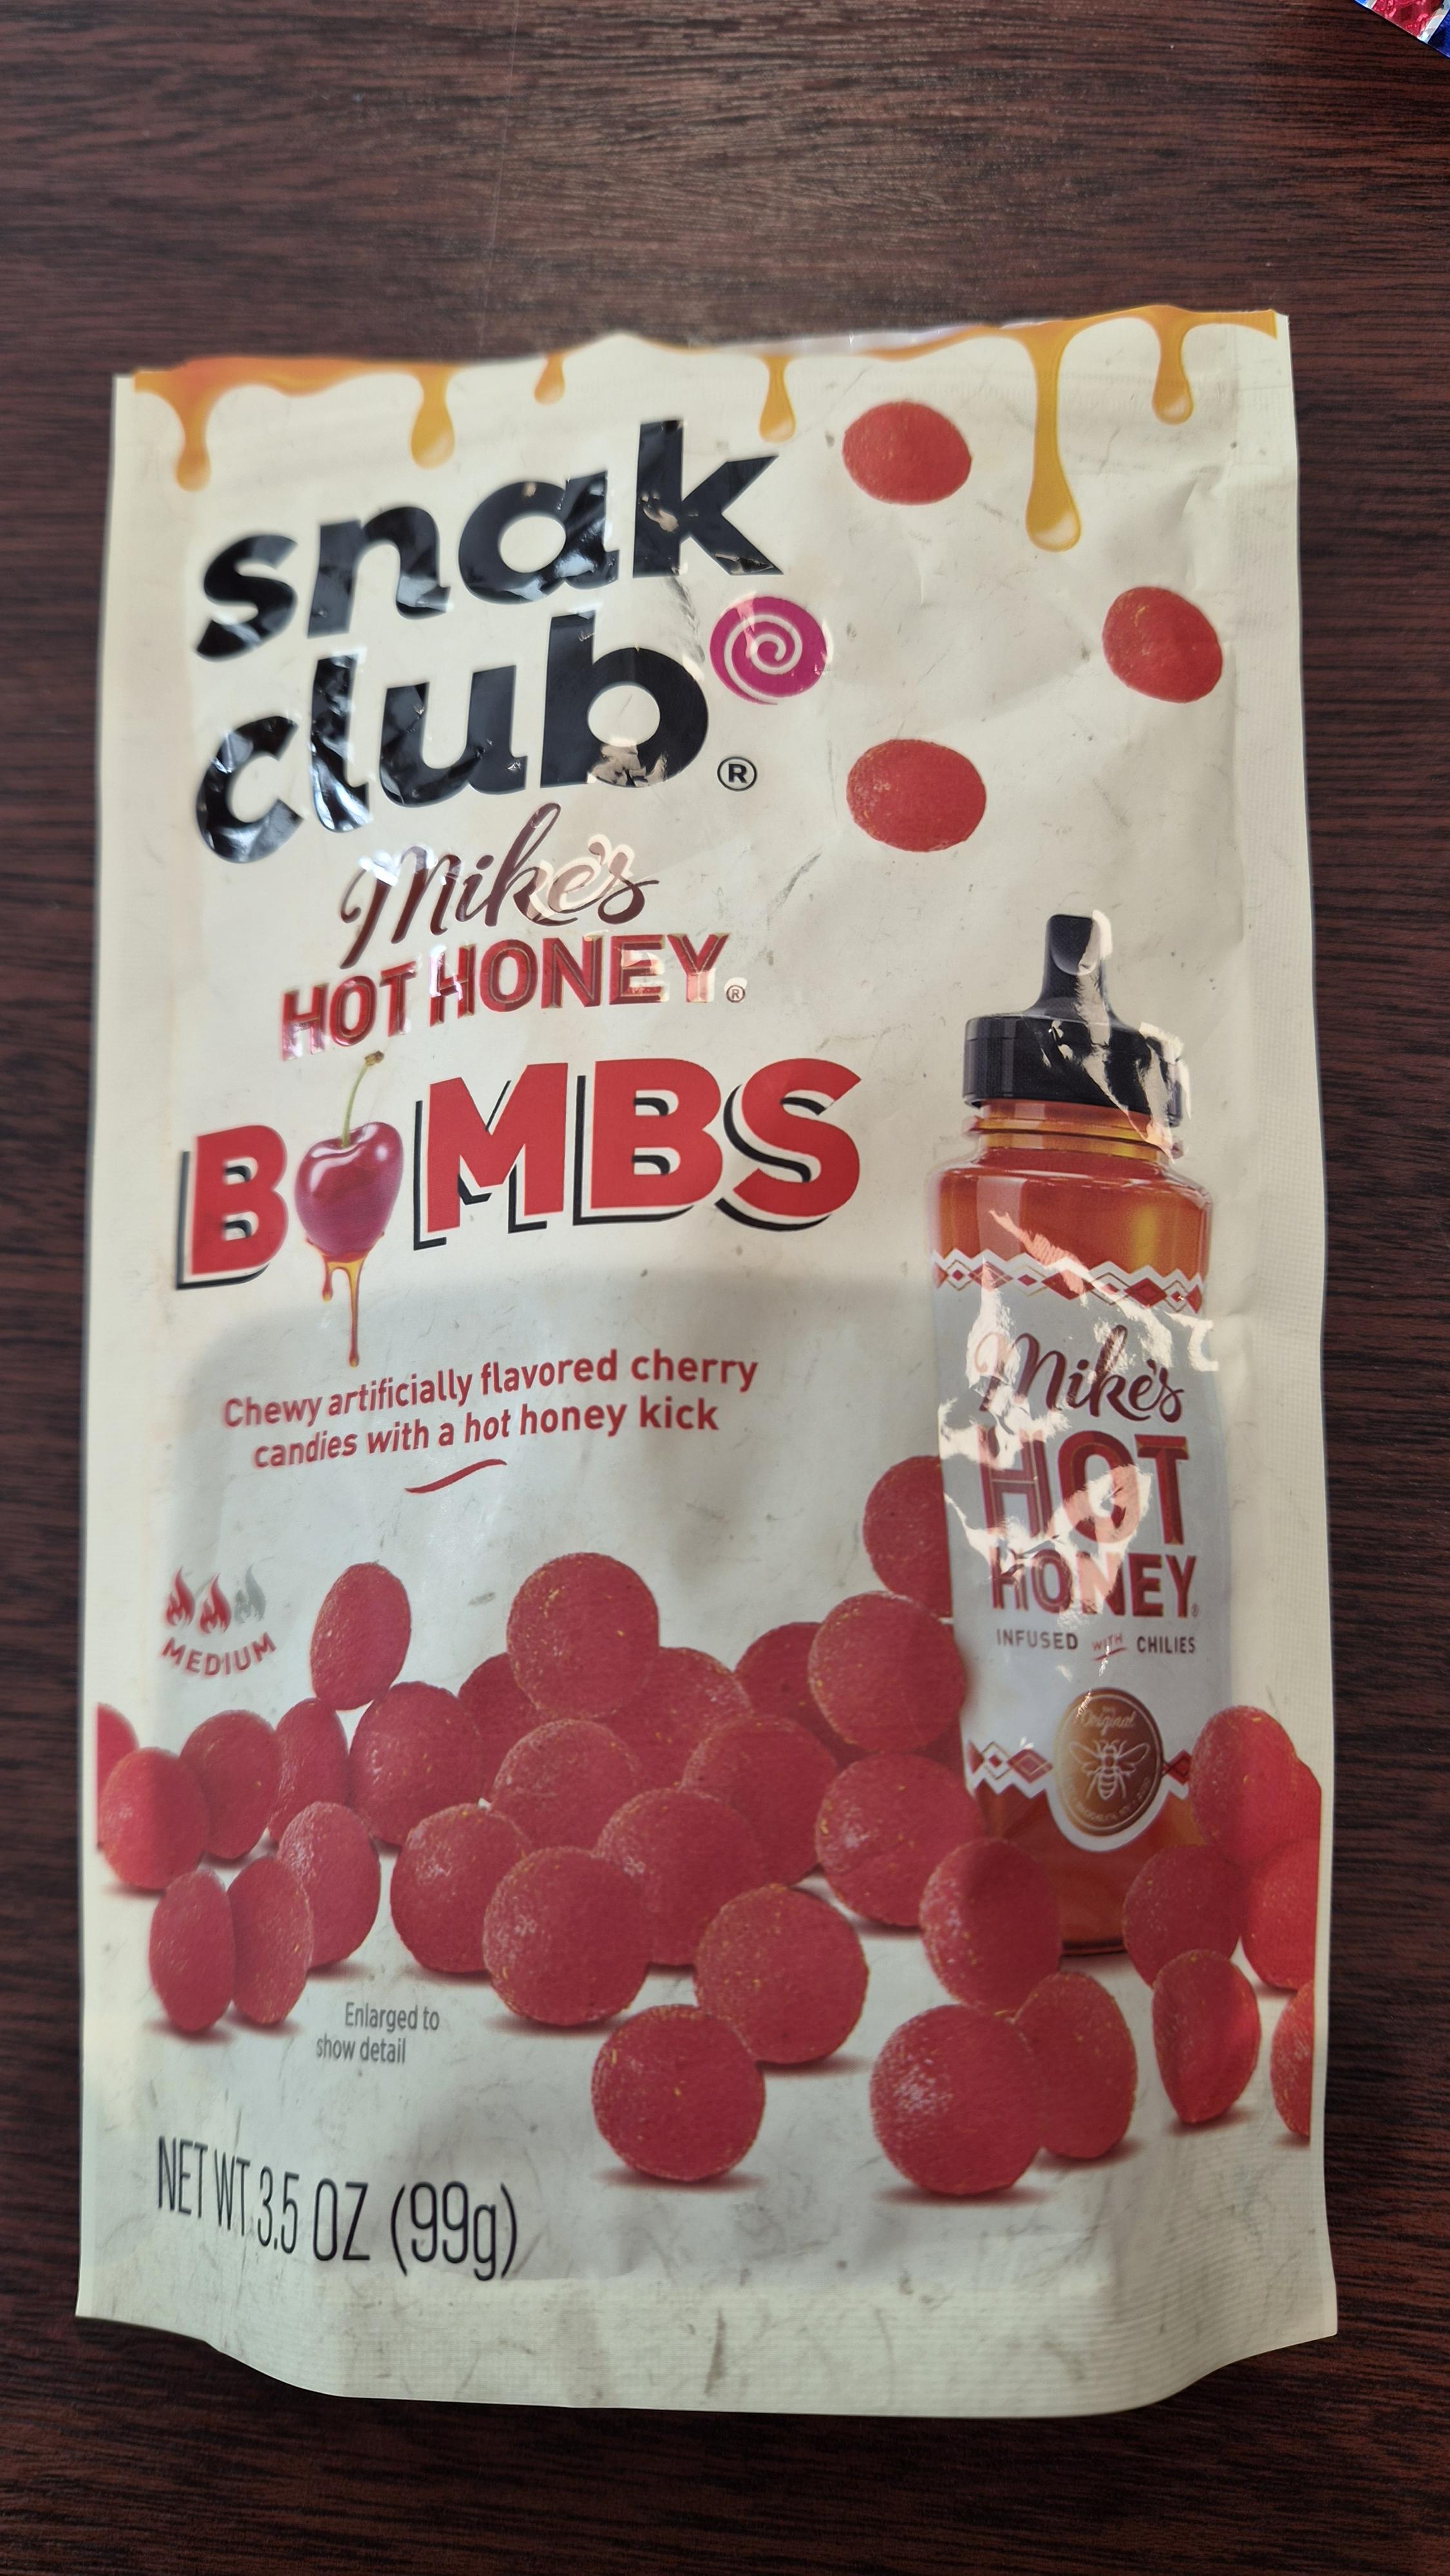 snak
club®
Mike's
HOT HONEY®
BOMBS
Chewy artificially flavored cherry
candies with a hot honey kick
MEDIUM
Mike's
HOT
HONEY
INFUSED WITH CHILIES
Original
Enlarged to
show detail
NET WT 3.5 OZ (99g)